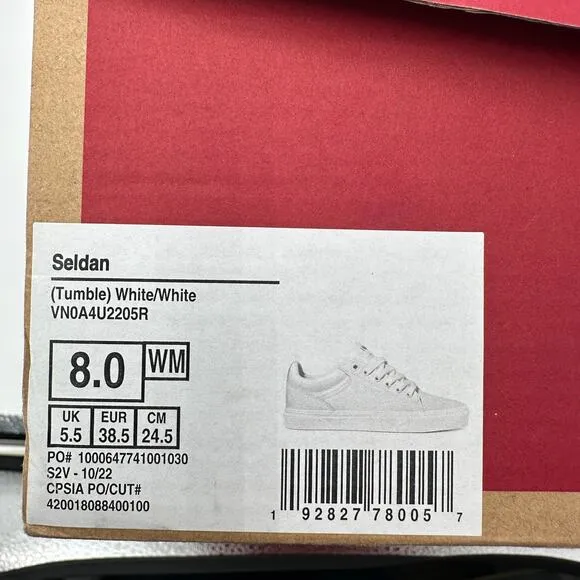 Seldan
(Tumble) White/White
VN0A4U2205R
8.0 WM
UK EUR CM
5.5 38.5 24.5
PO# 1000647741001030
S2V - 10/22
CPSIA PO/CUT#
420018088400100
1 92827 78005 7